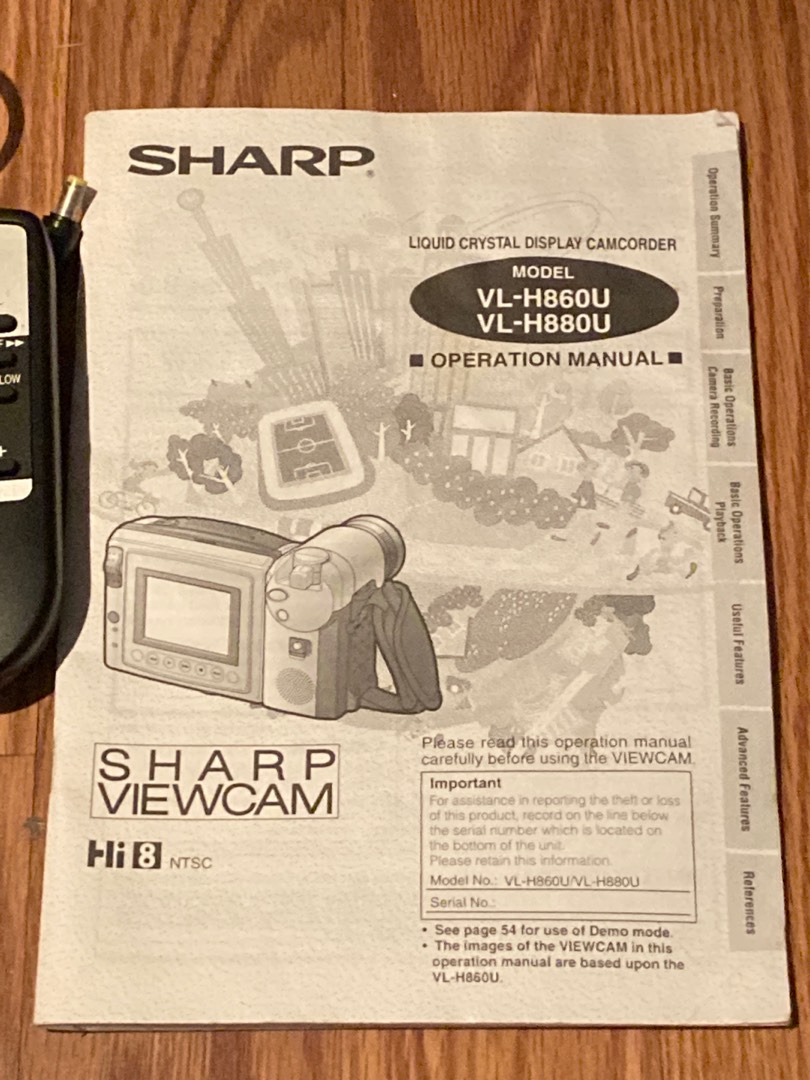 SHARP®
LIQUID CRYSTAL DISPLAY CAMCORDER
MODEL
VL-H860U
VL-H880U
■ OPERATION MANUAL ■
Operation Summary
Preparation
Basic Operations
Camera Recording
Basic Operations
Playback
Useful Features
Advanced Features
References
SHARP
VIEWCAM
Hi8 NTSC
Please read this operation manual
carefully before using the VIEWCAM.
Important
For assistance in reporting the theft or loss
of this product, record on the line below
the serial number which is located on
the bottom of the unit.
Please retain this information.
Model No.: VL-H860U/VL-H880U
Serial No.:
• See page 54 for use of Demo mode.
• The images of the VIEWCAM in this
operation manual are based upon the
VL-H860U.
LOW
+